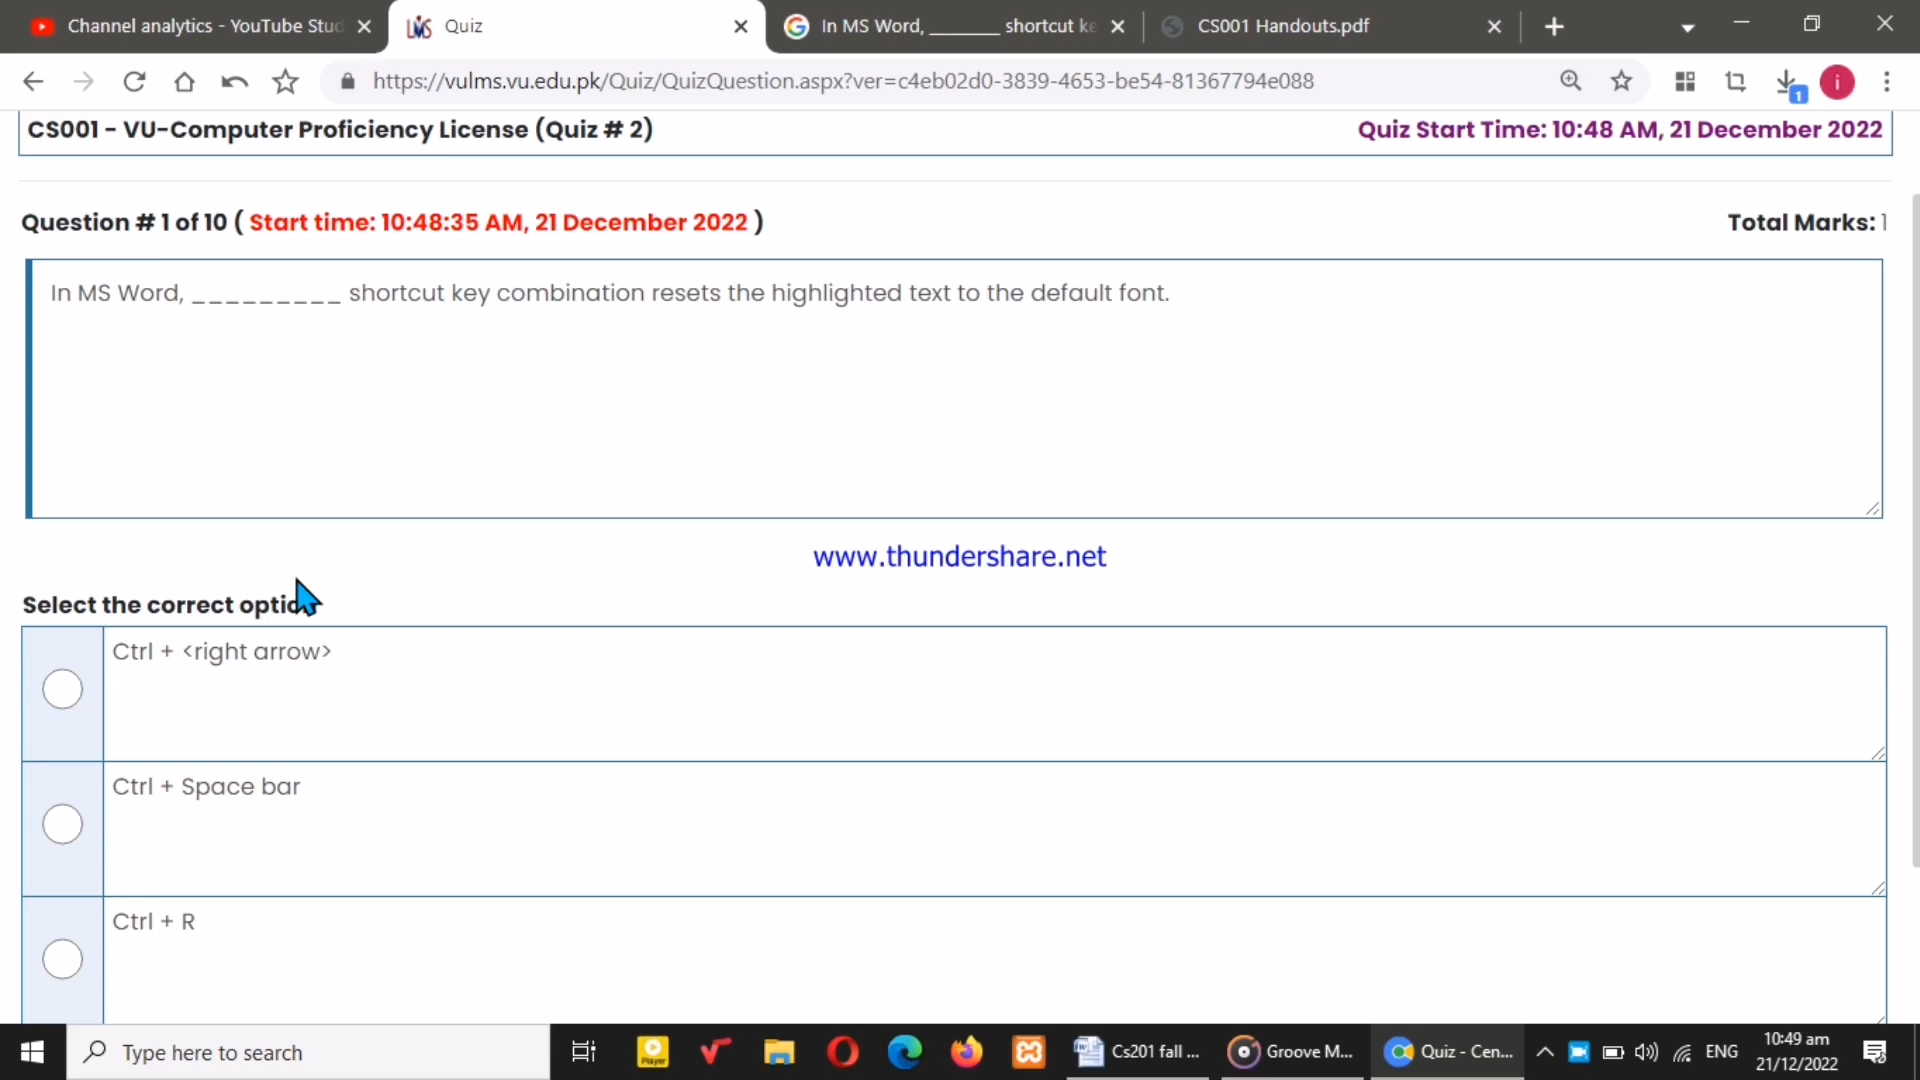 Channel analytics - YouTube Stud
Quiz
In MS Word, ________ shortcut ke
CS001 Handouts.pdf
https://vulms.vu.edu.pk/Quiz/QuizQuestion.aspx?ver=c4eb02d0-3839-4653-be54-81367794e088
i
1
CS001 - VU-Computer Proficiency License (Quiz # 2)
Quiz Start Time: 10:48 AM, 21 December 2022
Question # 1 of 10 ( Start time: 10:48:35 AM, 21 December 2022 )
Total Marks: 1
In MS Word, _________ shortcut key combination resets the highlighted text to the default font.
www.thundershare.net
Select the correct optio
Ctrl + <right arrow>
Ctrl + Space bar
Ctrl + R
Type here to search
Player
Cs201 fall ...
Groove M...
Quiz - Cen...
ENG
10:49 am
21/12/2022